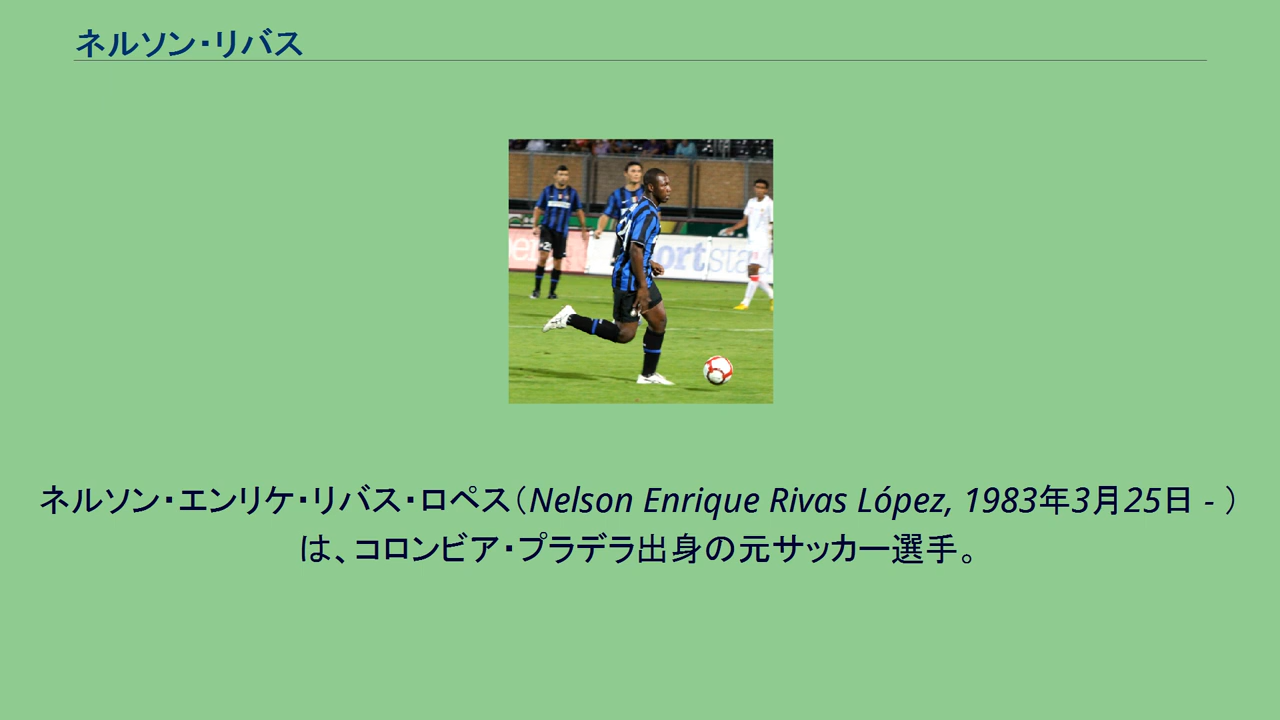 ネルソン・リバス
ネルソン・エンリケ・リバス・ロペス（Nelson Enrique Rivas López, 1983年3月25日 - ）
は、コロンビア・プラデラ出身の元サッカー選手。